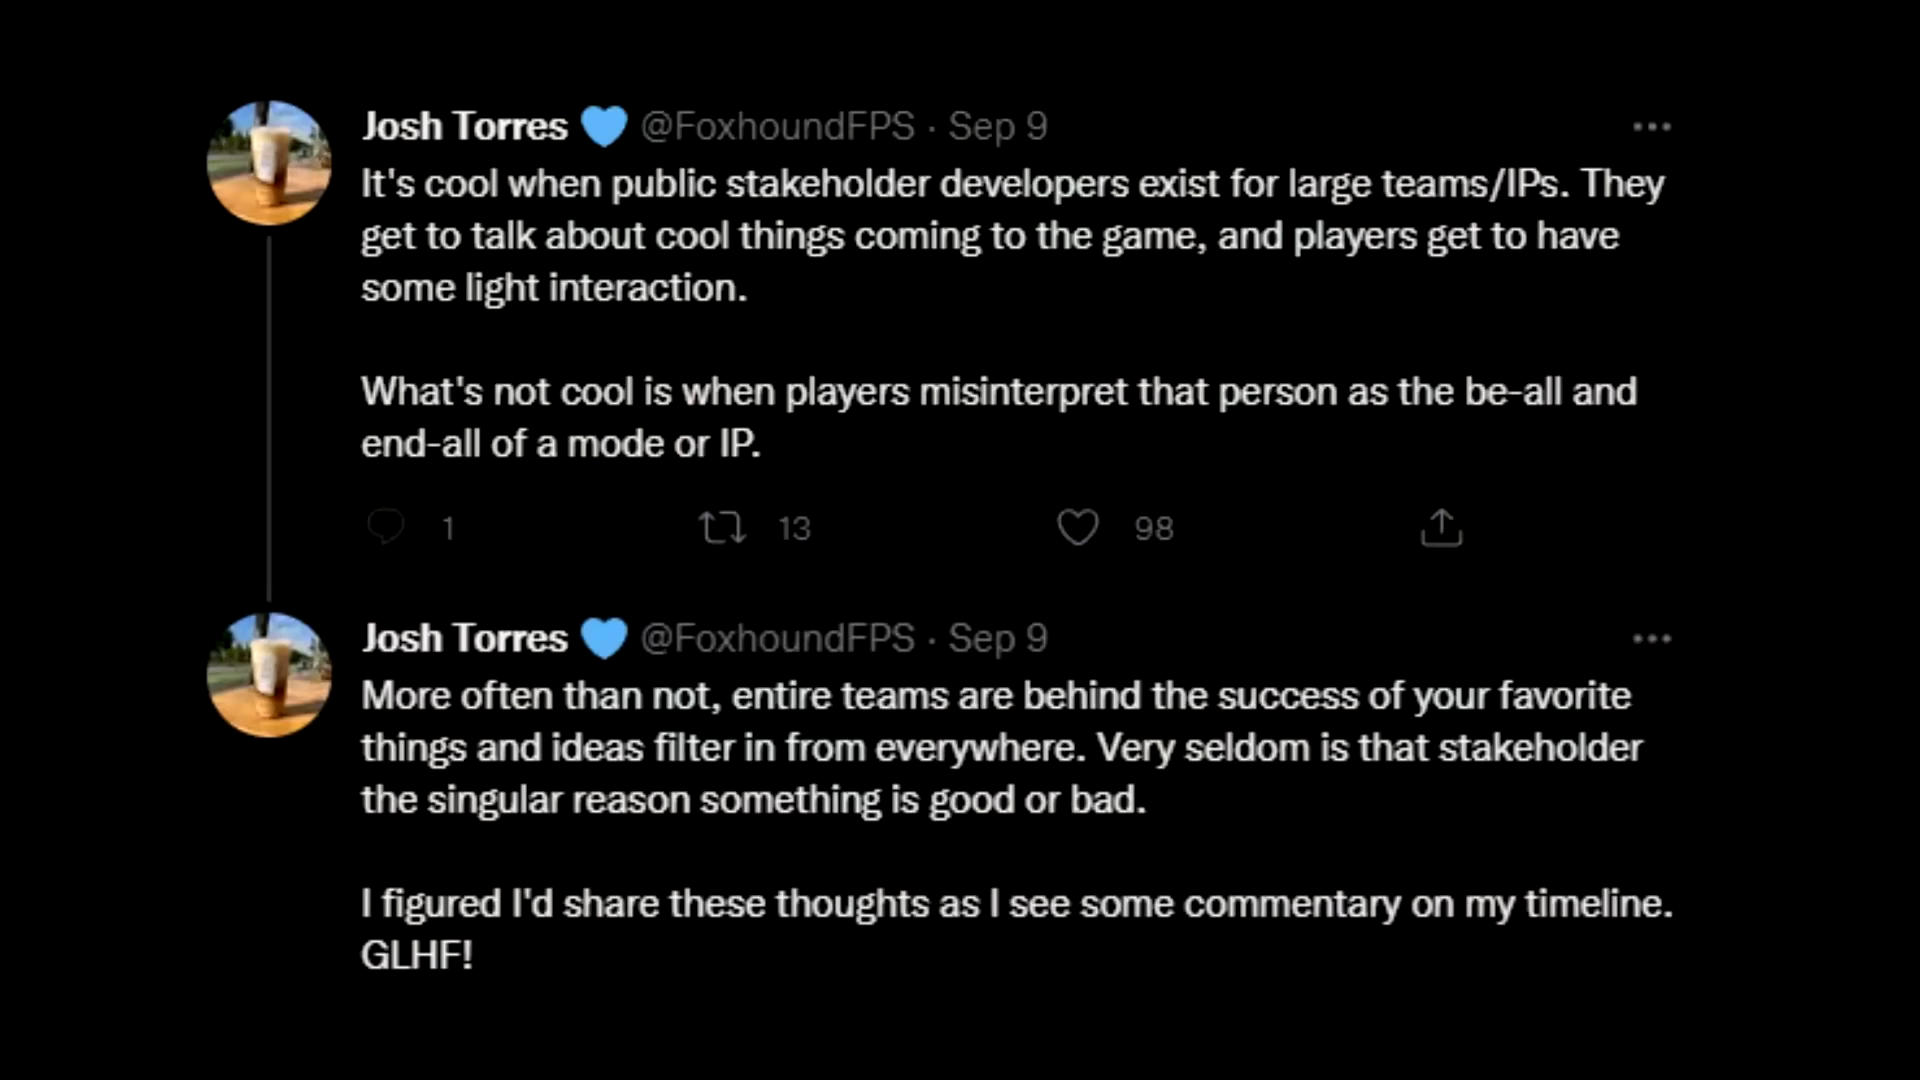 Josh Torres 💙 @FoxhoundFPS · Sep 9
It's cool when public stakeholder developers exist for large teams/IPs. They
get to talk about cool things coming to the game, and players get to have
some light interaction.
What's not cool is when players misinterpret that person as the be-all and
end-all of a mode or IP.
1 13 98
Josh Torres 💙 @FoxhoundFPS · Sep 9
More often than not, entire teams are behind the success of your favorite
things and ideas filter in from everywhere. Very seldom is that stakeholder
the singular reason something is good or bad.
I figured I'd share these thoughts as I see some commentary on my timeline.
GLHF!